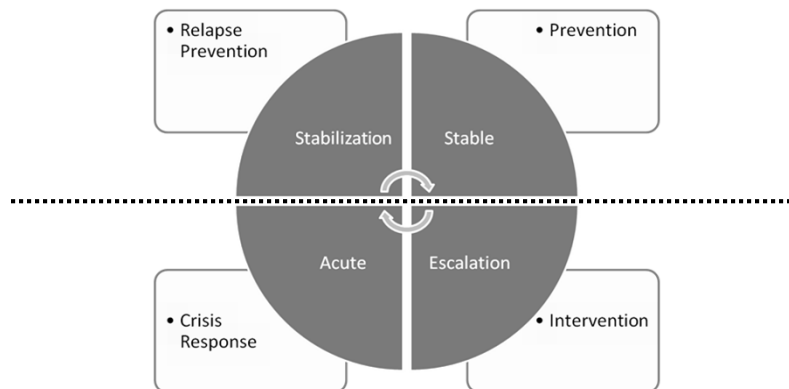 • Relapse
Prevention
• Prevention
Stabilization
Stable
Acute
Escalation
• Crisis
Response
• Intervention